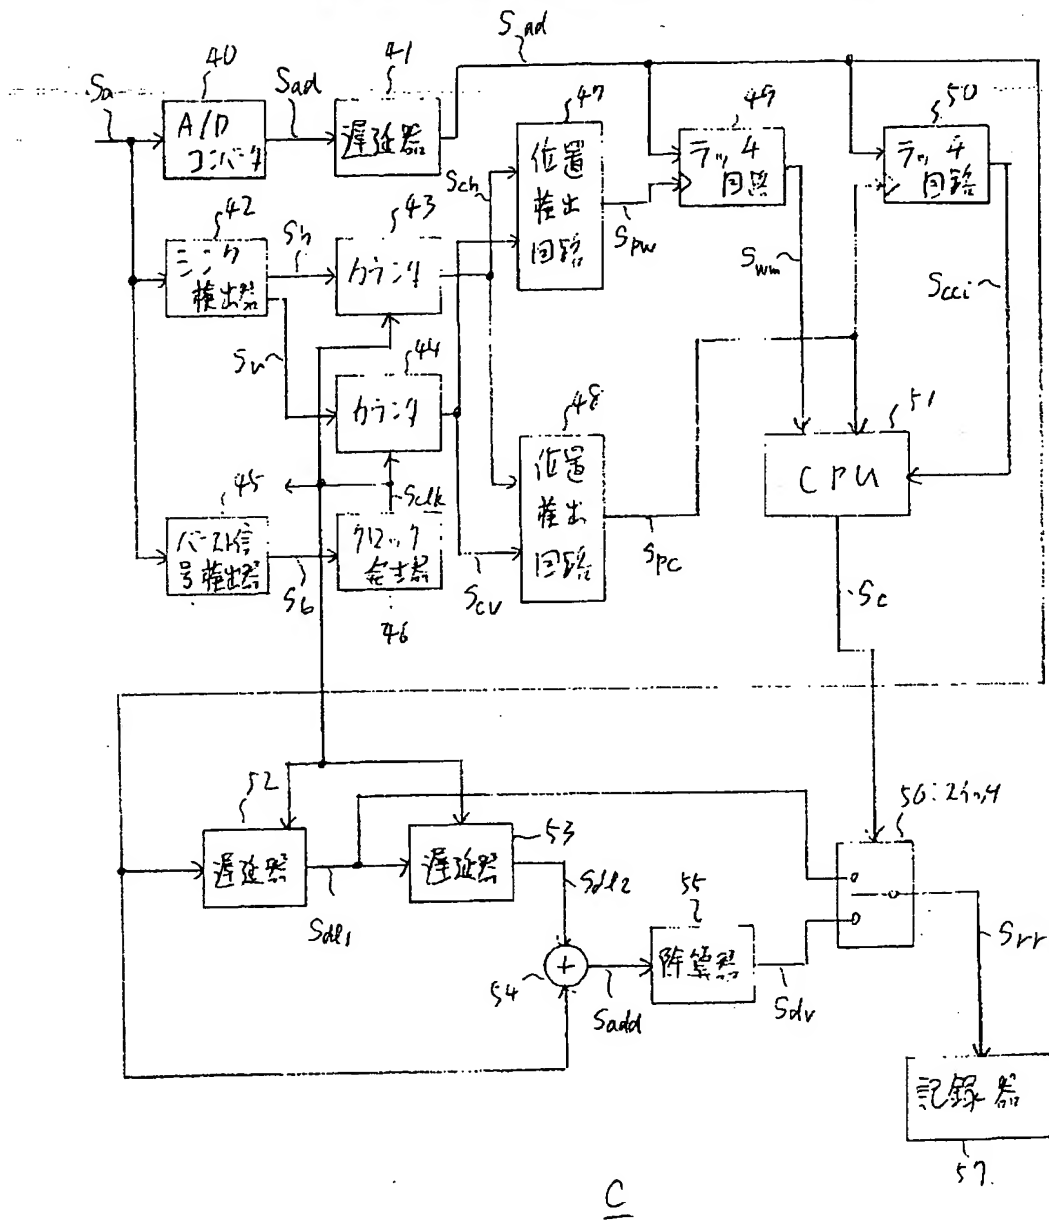 Sad
Sa
40
A/D
コンバータ
Sad
41
遅延器
47
位置
検出
回路
49
ラッチ
回路
50
ラッチ
回路
Sch
Spw
Swm
Scci
42
シンク
検出器
Sh
43
カウンタ
Sv
44
カウンタ
48
位置
検出
回路
51
CPU
45
バースト信
号検出器
Sb
Sclk
クロック
発生器
46
Scv
Spc
Sc
52
遅延器
Sdl1
53
遅延器
Sdl2
54
+
Sadd
55
除算器
Sdv
50:スイッチ
Srr
記録器
57
C